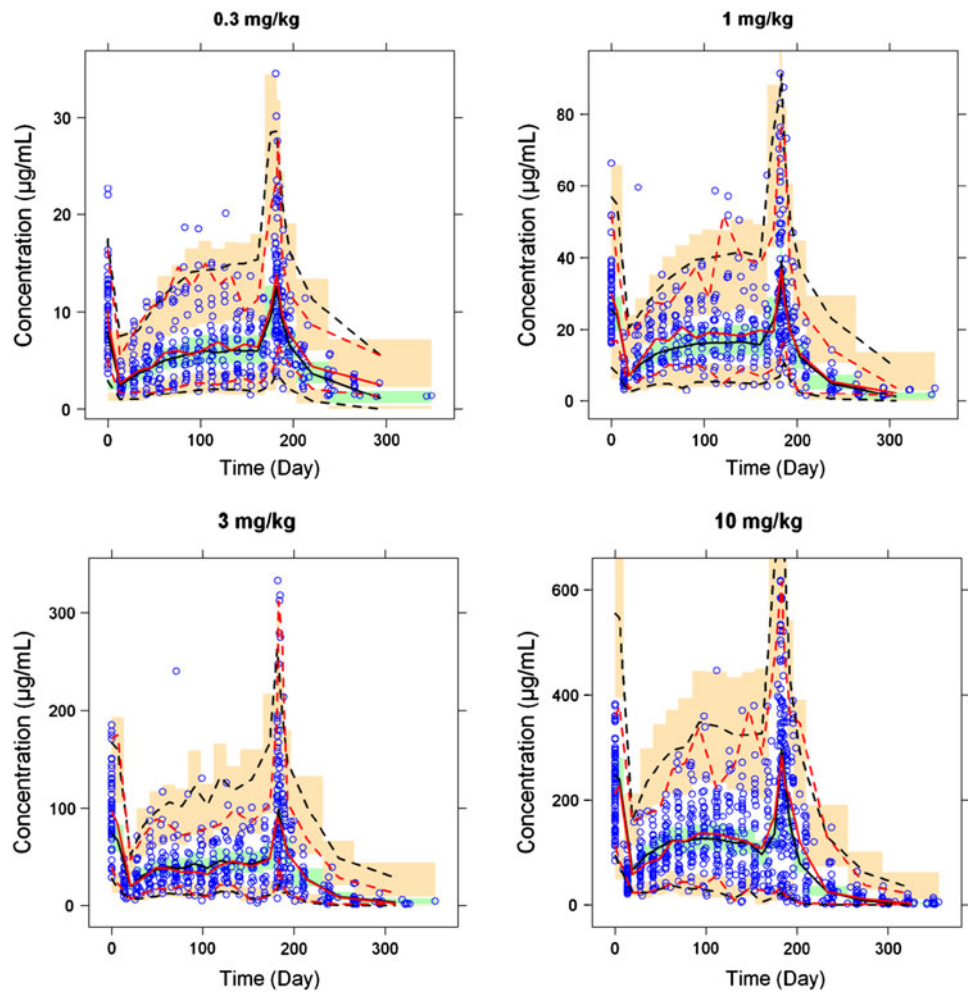 0.3 mg/kg
1 mg/kg
Concentration (µg/mL)
30
20
10
0
0 100 200 300
Time (Day)
Concentration (µg/mL)
80
60
40
20
0
0 100 200 300
Time (Day)
3 mg/kg
10 mg/kg
Concentration (µg/mL)
300
200
100
0
0 100 200 300
Time (Day)
Concentration (µg/mL)
600
400
200
0
0 100 200 300
Time (Day)